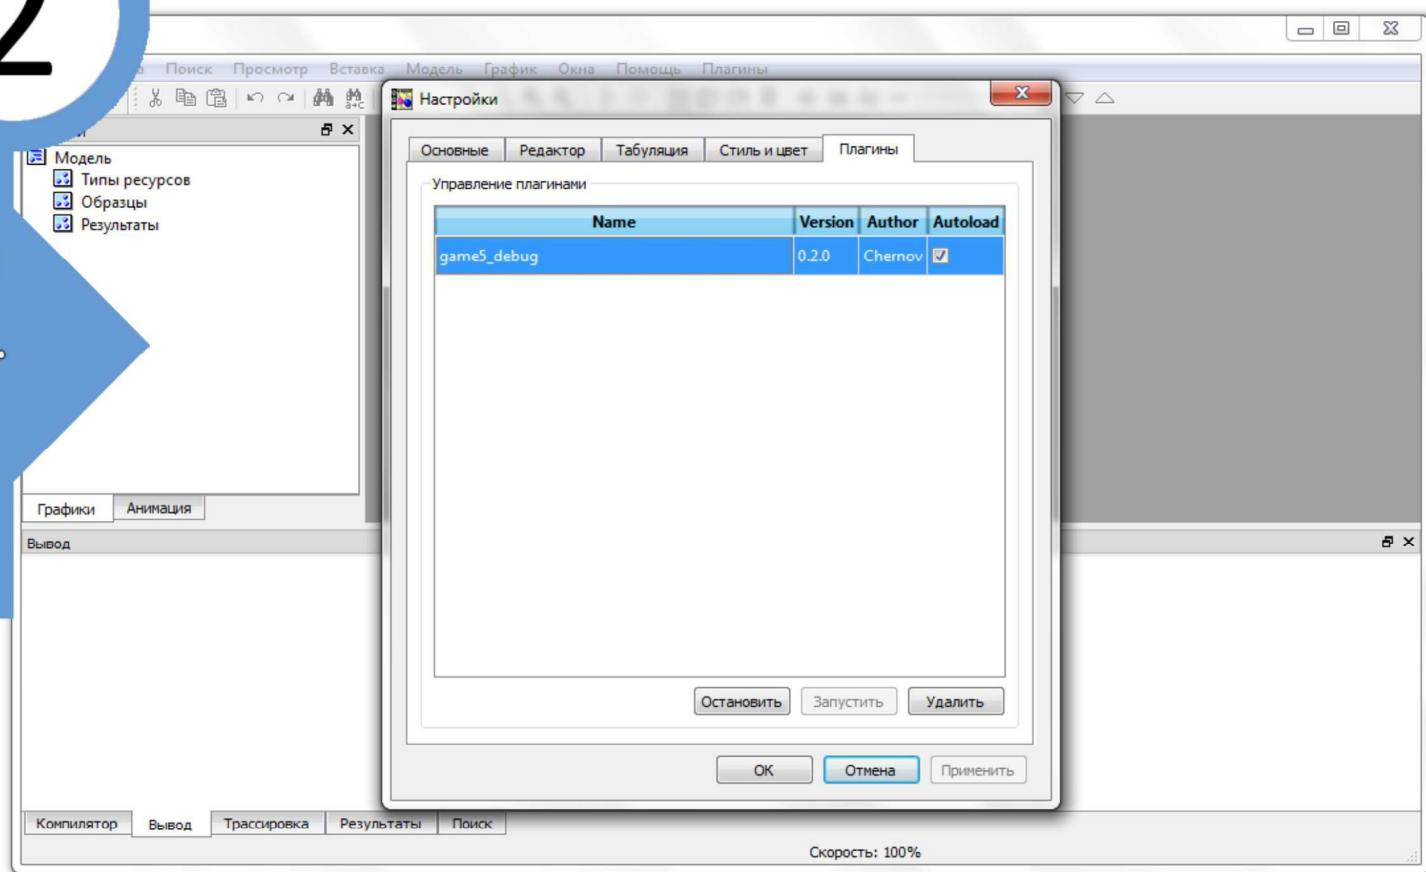 2
Поиск Просмотр Вставка Модель График Окна Помощь Плагины
Настройки
Модель
Типы ресурсов
Образцы
Результаты
Основные Редактор Табуляция Стиль и цвет Плагины
Управление плагинами
Name Version Author Autoload
game5_debug 0.2.0 Chernov
Остановить Запустить Удалить
OK Отмена Применить
Графики Анимация
Вывод
Компилятор Вывод Трассировка Результаты Поиск
Скорость: 100%